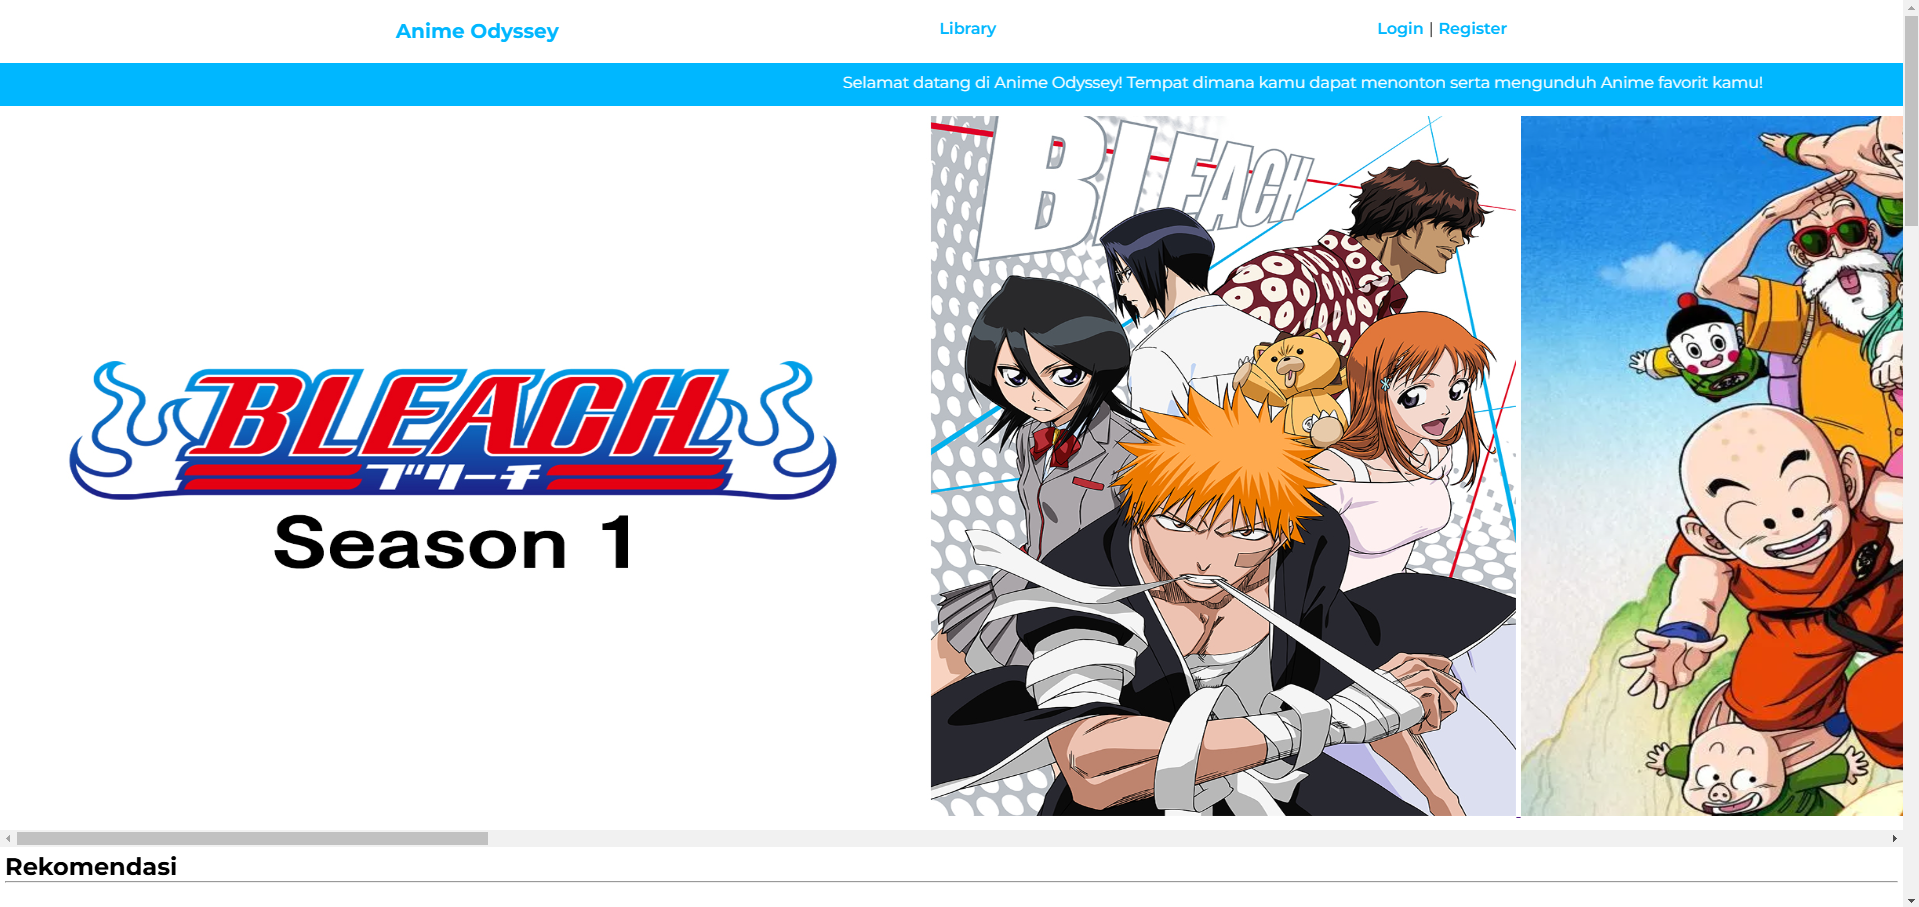 Anime Odyssey
Library
Login | Register
Selamat datang di Anime Odyssey! Tempat dimana kamu dapat menonton serta mengunduh Anime favorit kamu!
BLEACH
ブリーチ
Season 1
BLEACH
Rekomendasi